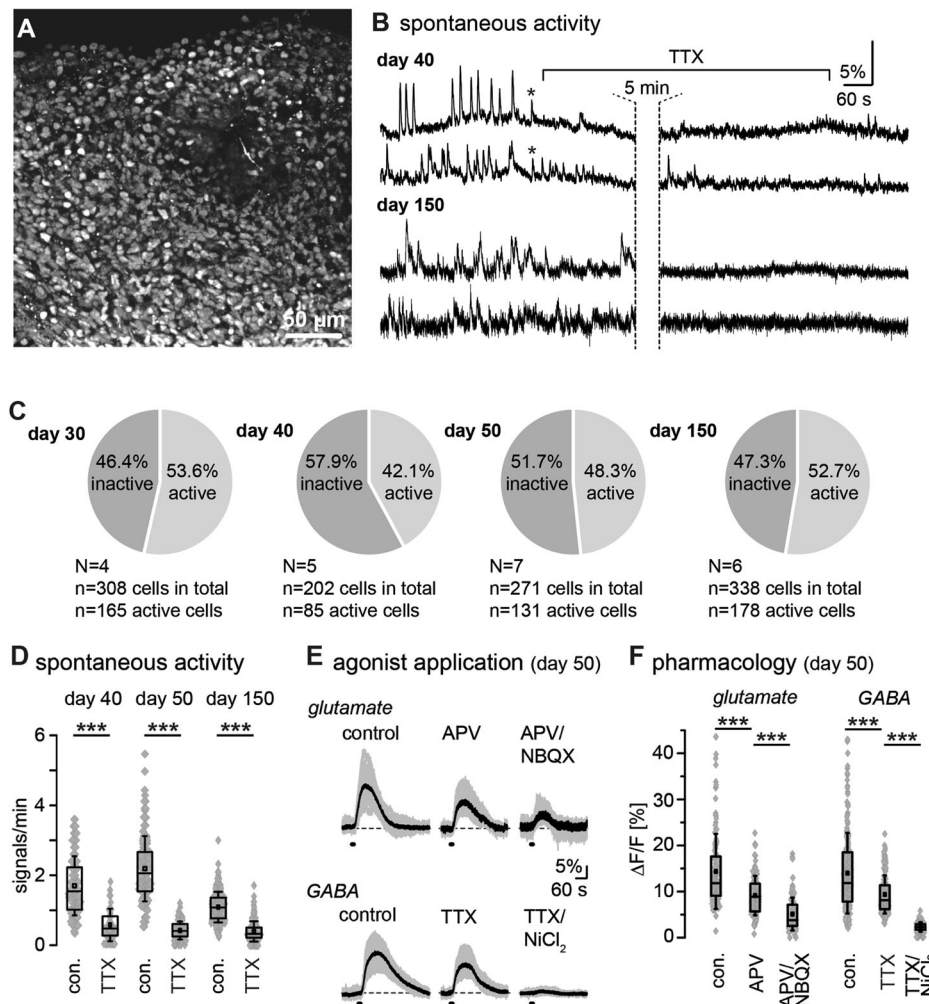 A
50 µm
B spontaneous activity
day 40
TTX
5 min
5%
60 s
*
*
day 150
C
day 30
46.4%
inactive
53.6%
active
N=4
n=308 cells in total
n=165 active cells
day 40
57.9%
inactive
42.1%
active
N=5
n=202 cells in total
n=85 active cells
day 50
51.7%
inactive
48.3%
active
N=7
n=271 cells in total
n=131 active cells
day 150
47.3%
inactive
52.7%
active
N=6
n=338 cells in total
n=178 active cells
D spontaneous activity
day 40 day 50 day 150
*** *** ***
signals/min
6
4
2
0
con. TTX con. TTX con. TTX
E agonist application (day 50)
glutamate
control APV APV/
NBQX
5%
60 s
GABA
control TTX TTX/
NiCl₂
F pharmacology (day 50)
glutamate GABA
*** *** *** ***
ΔF/F [%]
40
30
20
10
0
con. APV APV/
NBQX con. TTX TTX/
NiCl₂